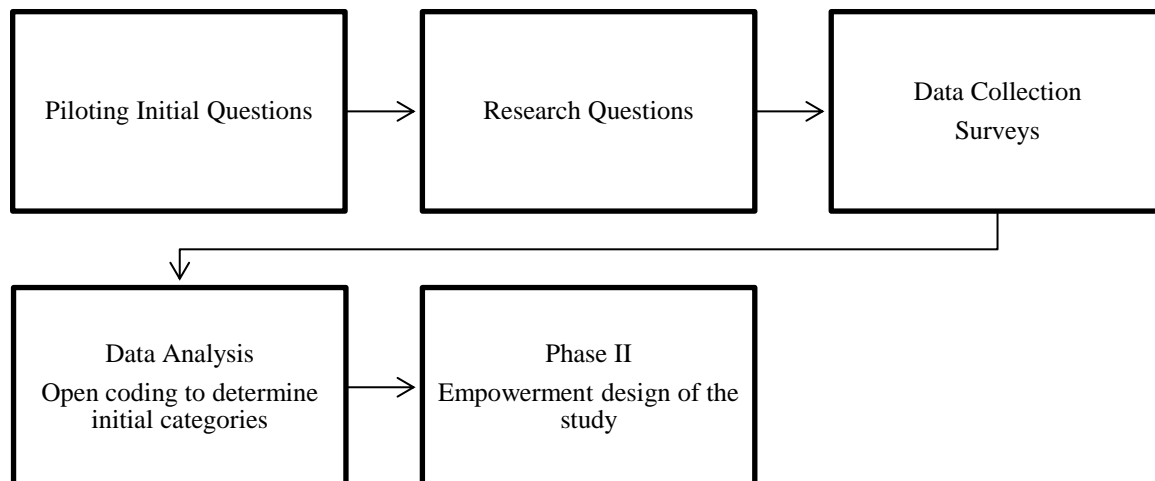 Piloting Initial Questions
Research Questions
Data Collection
Surveys
Data Analysis
Open coding to determine
initial categories
Phase II
Empowerment design of the
study